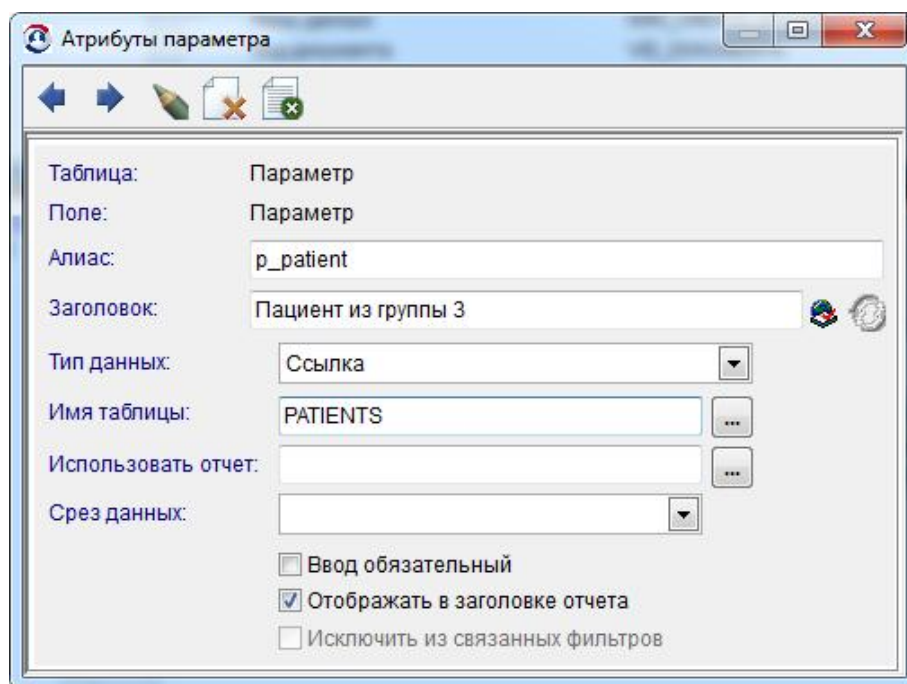 Атрибуты параметра
Таблица: Параметр
Поле: Параметр
Алиас: p_patient
Заголовок: Пациент из группы 3
Тип данных: Ссылка
Имя таблицы: PATIENTS ...
Использовать отчет: ...
Срез данных:
Ввод обязательный
Отображать в заголовке отчета
Исключить из связанных фильтров